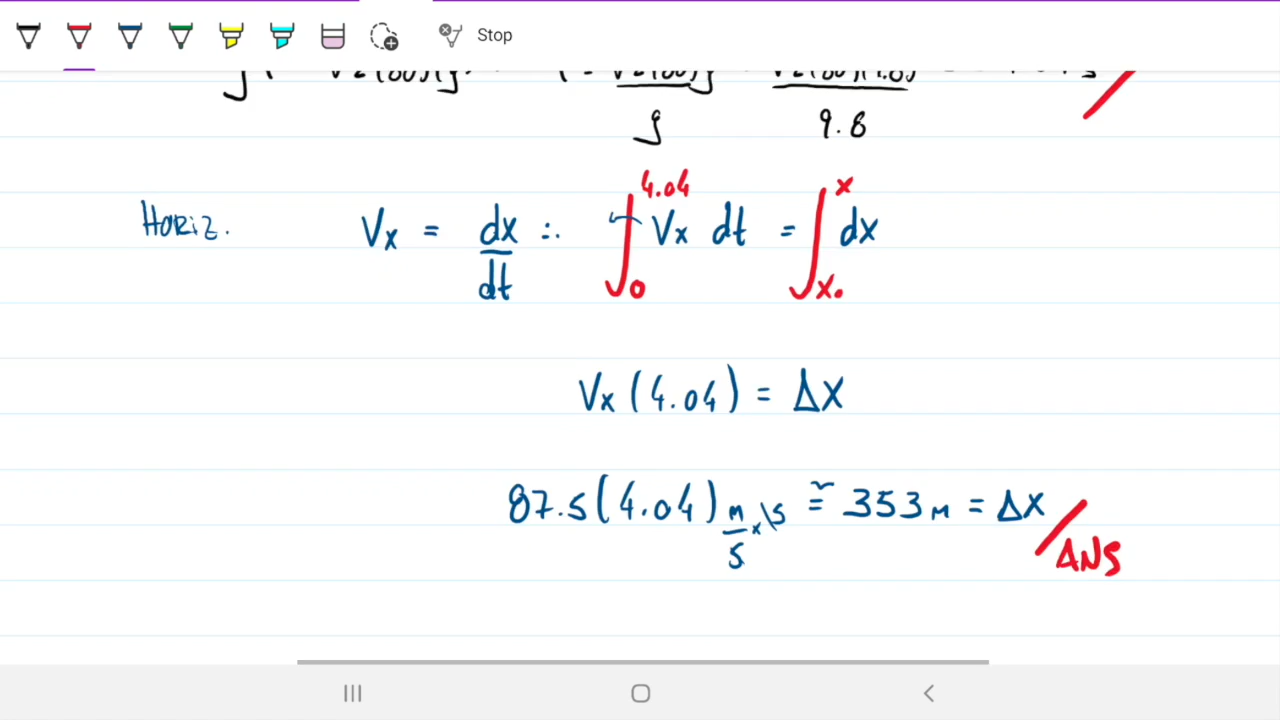 Stop
g
9.8
HORIZ. Vx = dx/dt ∴ ∫₀^4.04 Vx dt = ∫_x₀^x dx
Vx (4.04) = Δx
87.5 (4.04) m/s x s ≅ 353 m = Δx
ANS